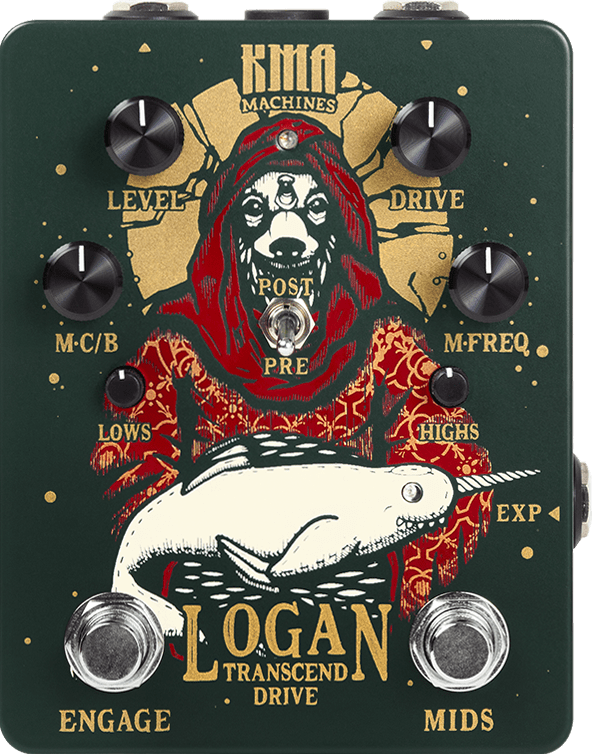 KMA
MACHINES
LEVEL
DRIVE
POST
PRE
M·C/B
M·FREQ
LOWS
HIGHS
EXP
LOGAN
TRANSCEND
DRIVE
ENGAGE
MIDS